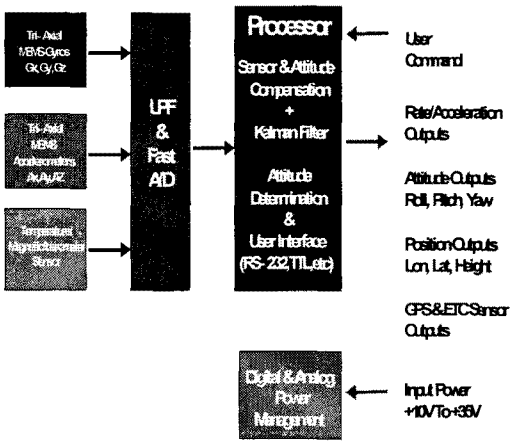 Tri-Axial
MEMS-Gyros
Gx,Gy,Gz
Tri-Axial
MEMS
Accelerometers
Ax,Ay,AZ
Temperature/
Magnetic/barometer
Sensor
LPF
&
Fast
A/D
Processor
Sensor & Attitude
Compensation
+
Kalman Filter
Attitude
Determination
&
User Interface
(RS-232,TTL,etc)
Digital & Analog
Power
Management
User
Command
Rate/Acceleration
Outputs
Attitude Outputs
Roll, Pitch, Yaw
Position Outputs
Lon, Lat, Height
GPS & ETC Sensor
Outputs
Input Power
+10V To +35V